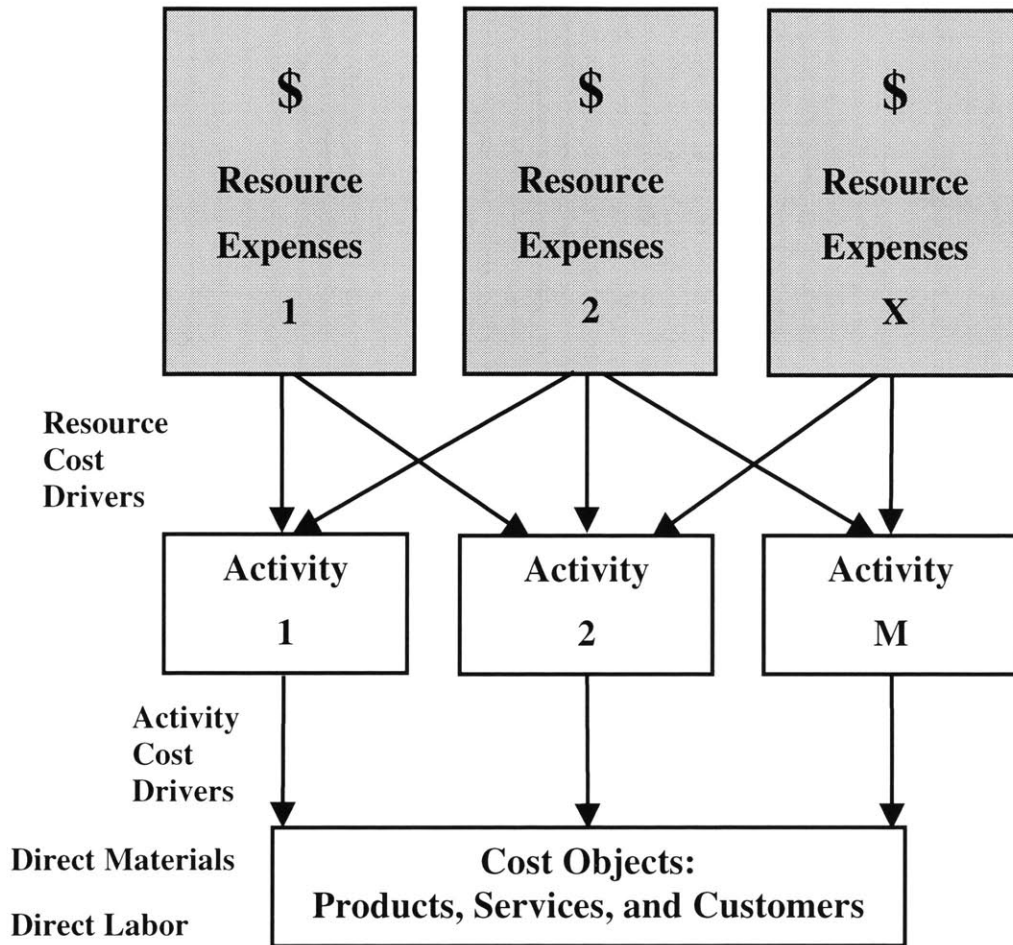 $
Resource
Expenses
1
$
Resource
Expenses
2
$
Resource
Expenses
X
Resource
Cost
Drivers
Activity
1
Activity
2
Activity
M
Activity
Cost
Drivers
Direct Materials
Direct Labor
Cost Objects:
Products, Services, and Customers